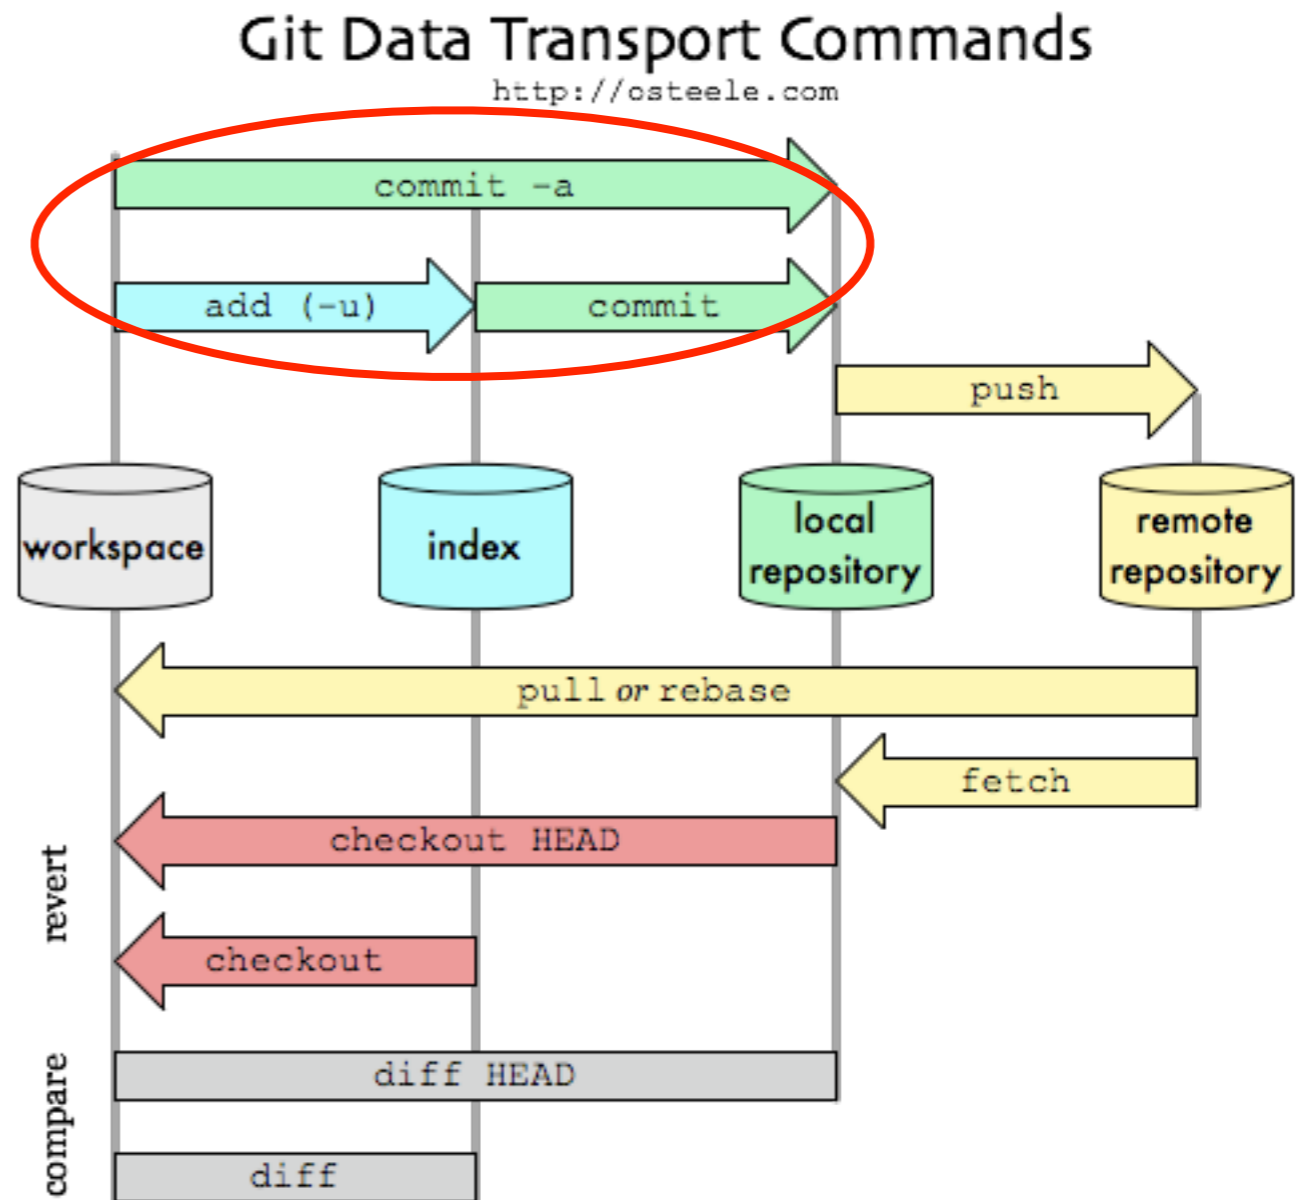 Git Data Transport Commands
http://osteele.com
commit -a
add (-u)
commit
push
workspace
index
local
repository
remote
repository
pull or rebase
fetch
revert
checkout HEAD
checkout
compare
diff HEAD
diff